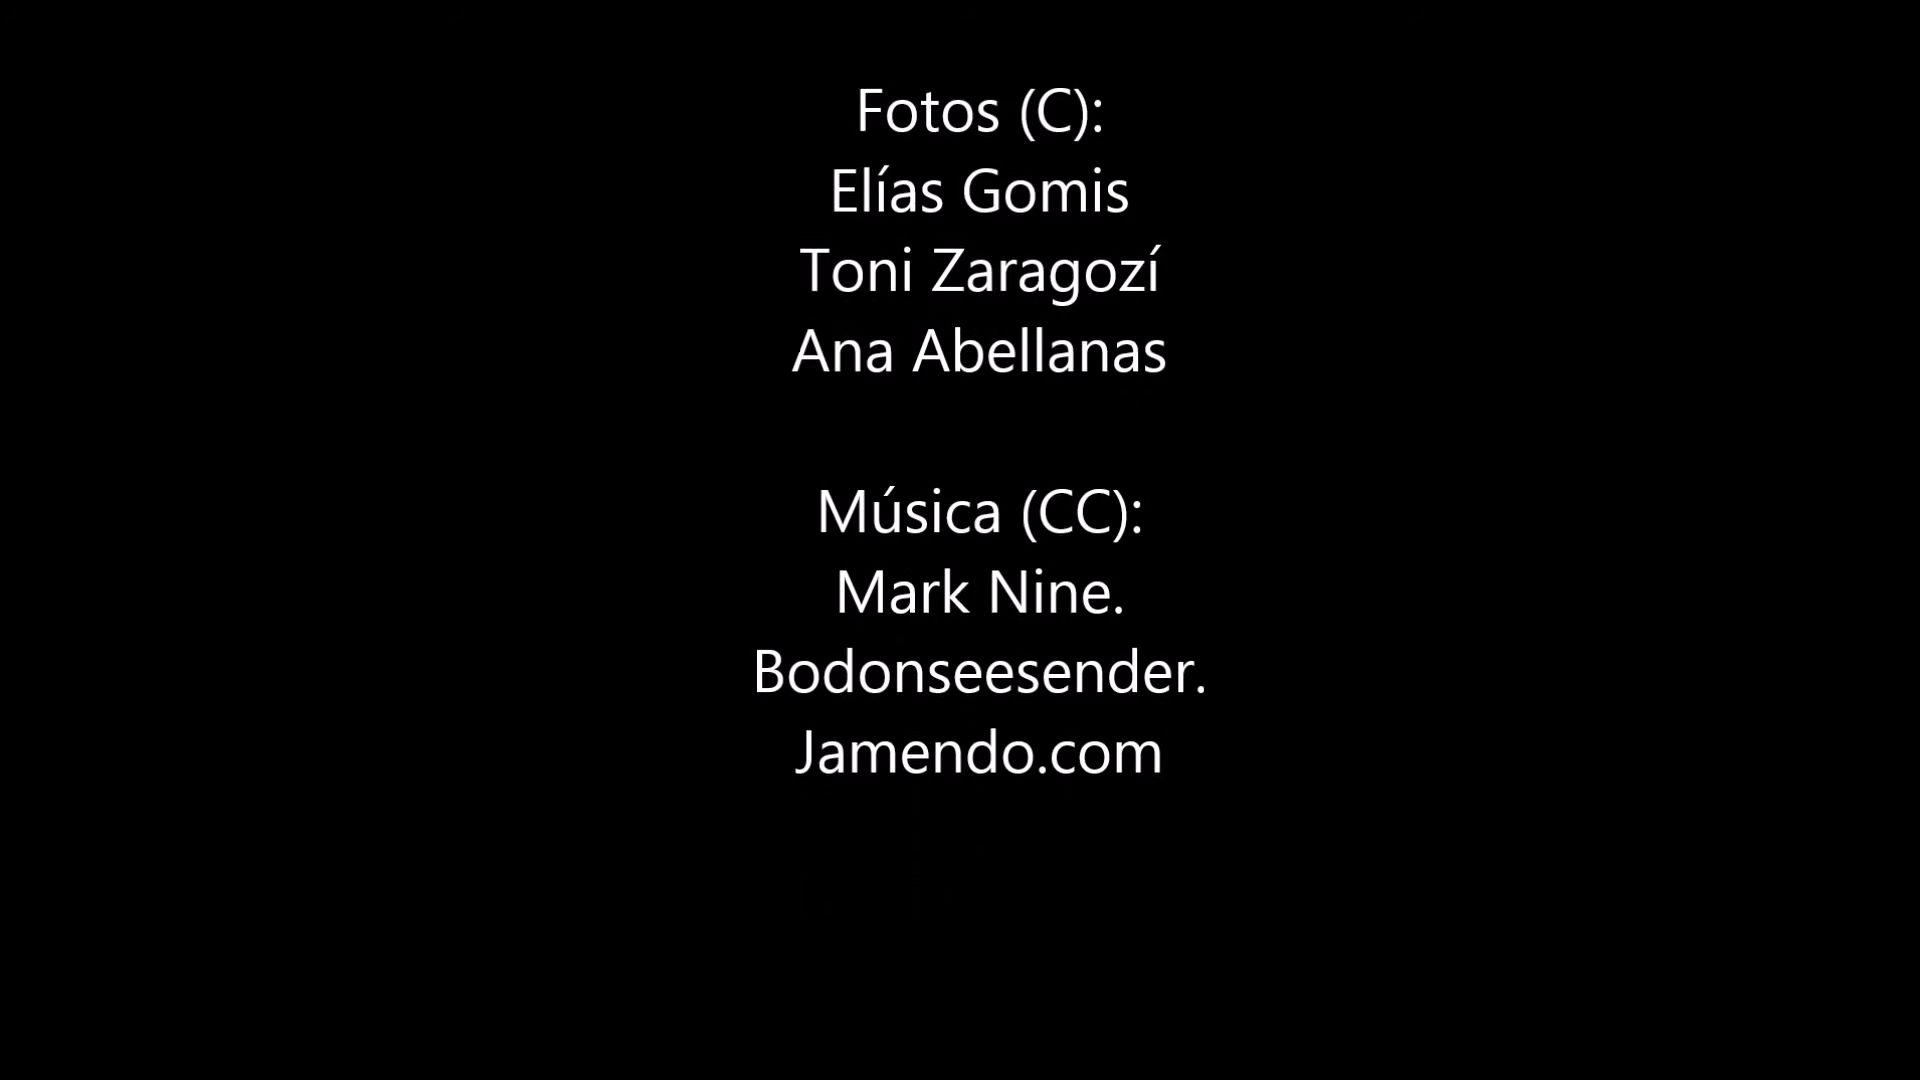 Fotos (C):
Elías Gomis
Toni Zaragozí
Ana Abellanas
Música (CC):
Mark Nine.
Bodonseesender.
Jamendo.com